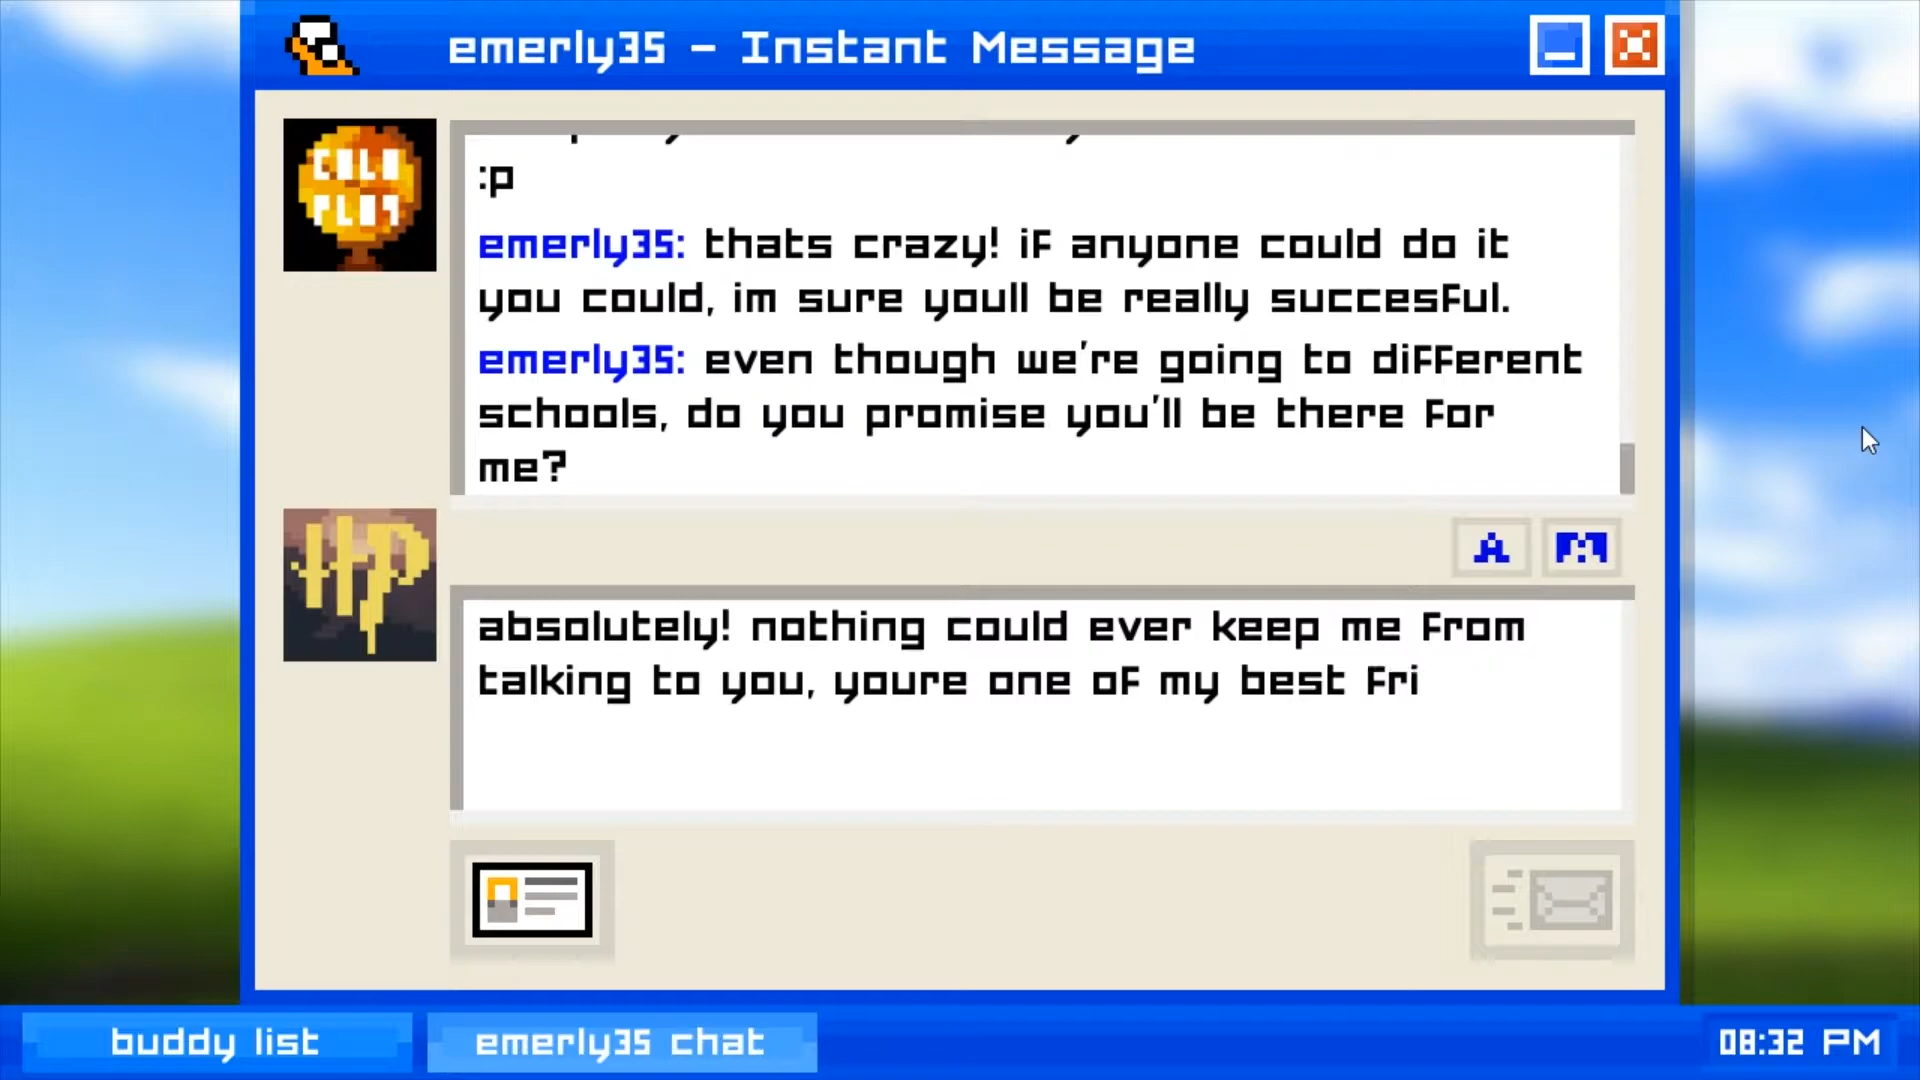 emerly35 - Instant Message
COLD
PLAY
:p
emerly35: thats crazy! if anyone could do it
you could, im sure youll be really succesful.
emerly35: even though we're going to different
schools, do you promise you'll be there for
me?
HP
A
absolutely! nothing could ever keep me from
talking to you, youre one of my best fri
buddy list
emerly35 chat
08:32 PM